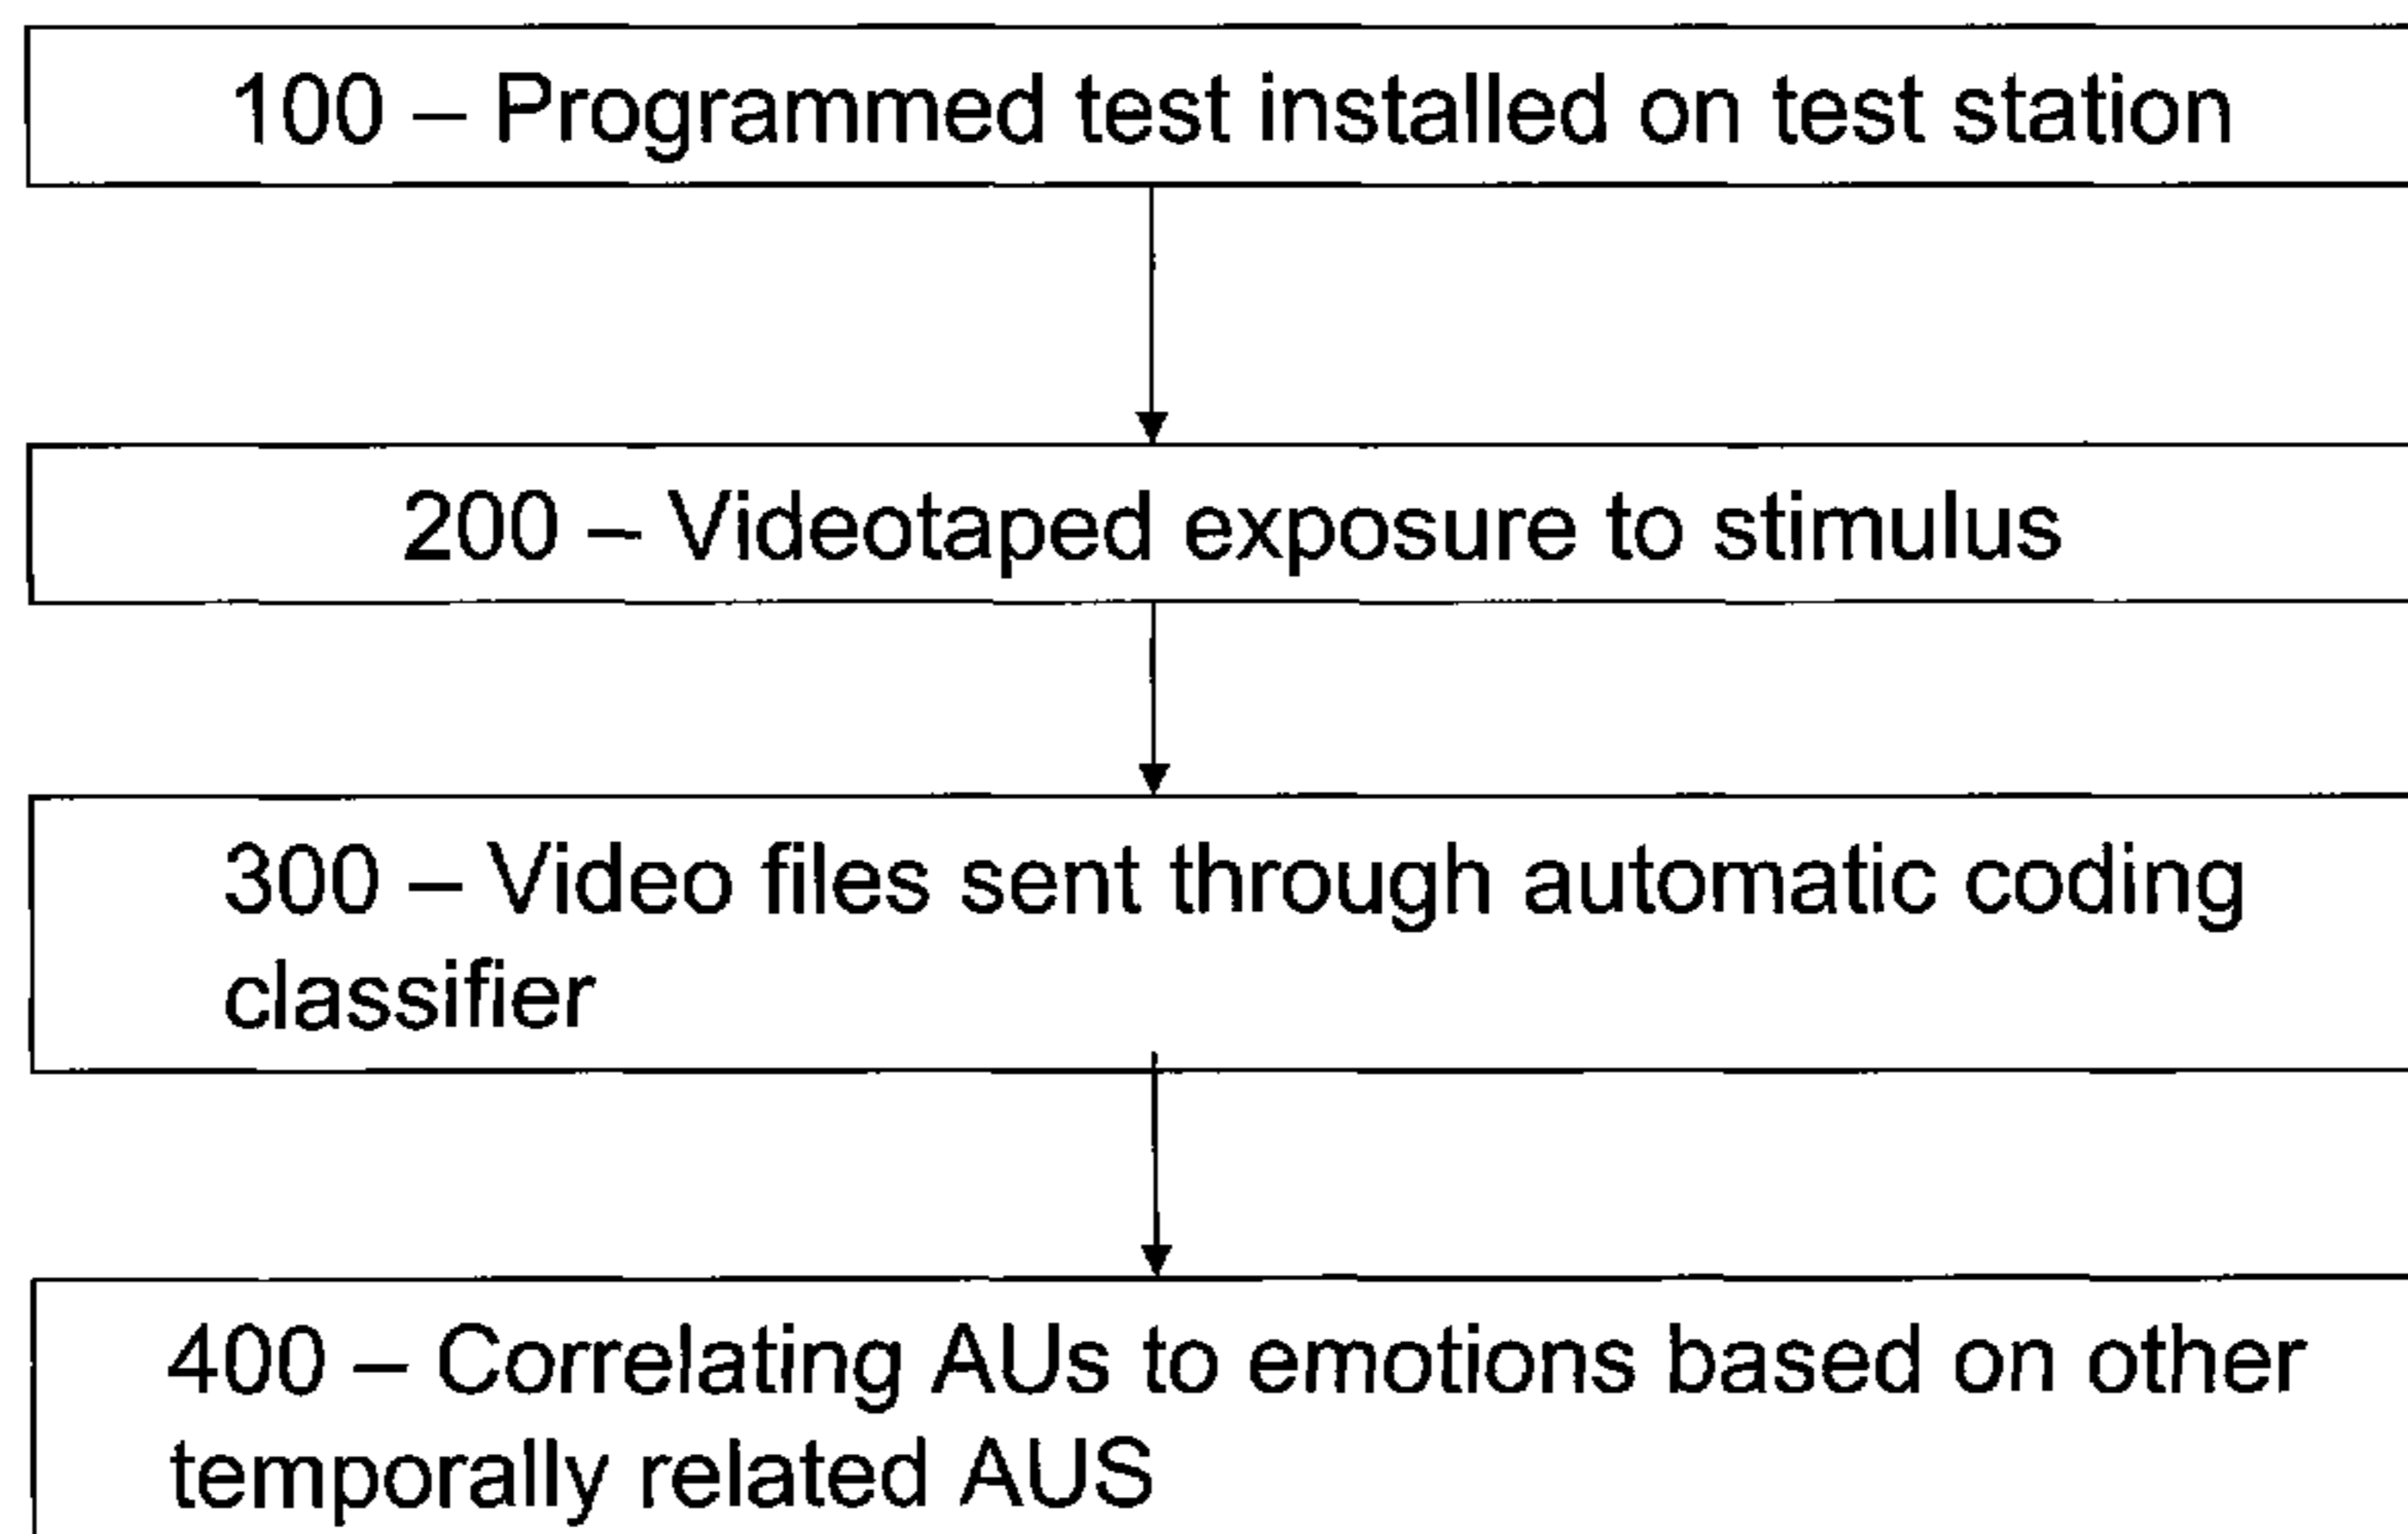 100 – Programmed test installed on test station
200 – Videotaped exposure to stimulus
300 – Video files sent through automatic coding
classifier
400 – Correlating AUs to emotions based on other
temporally related AUS